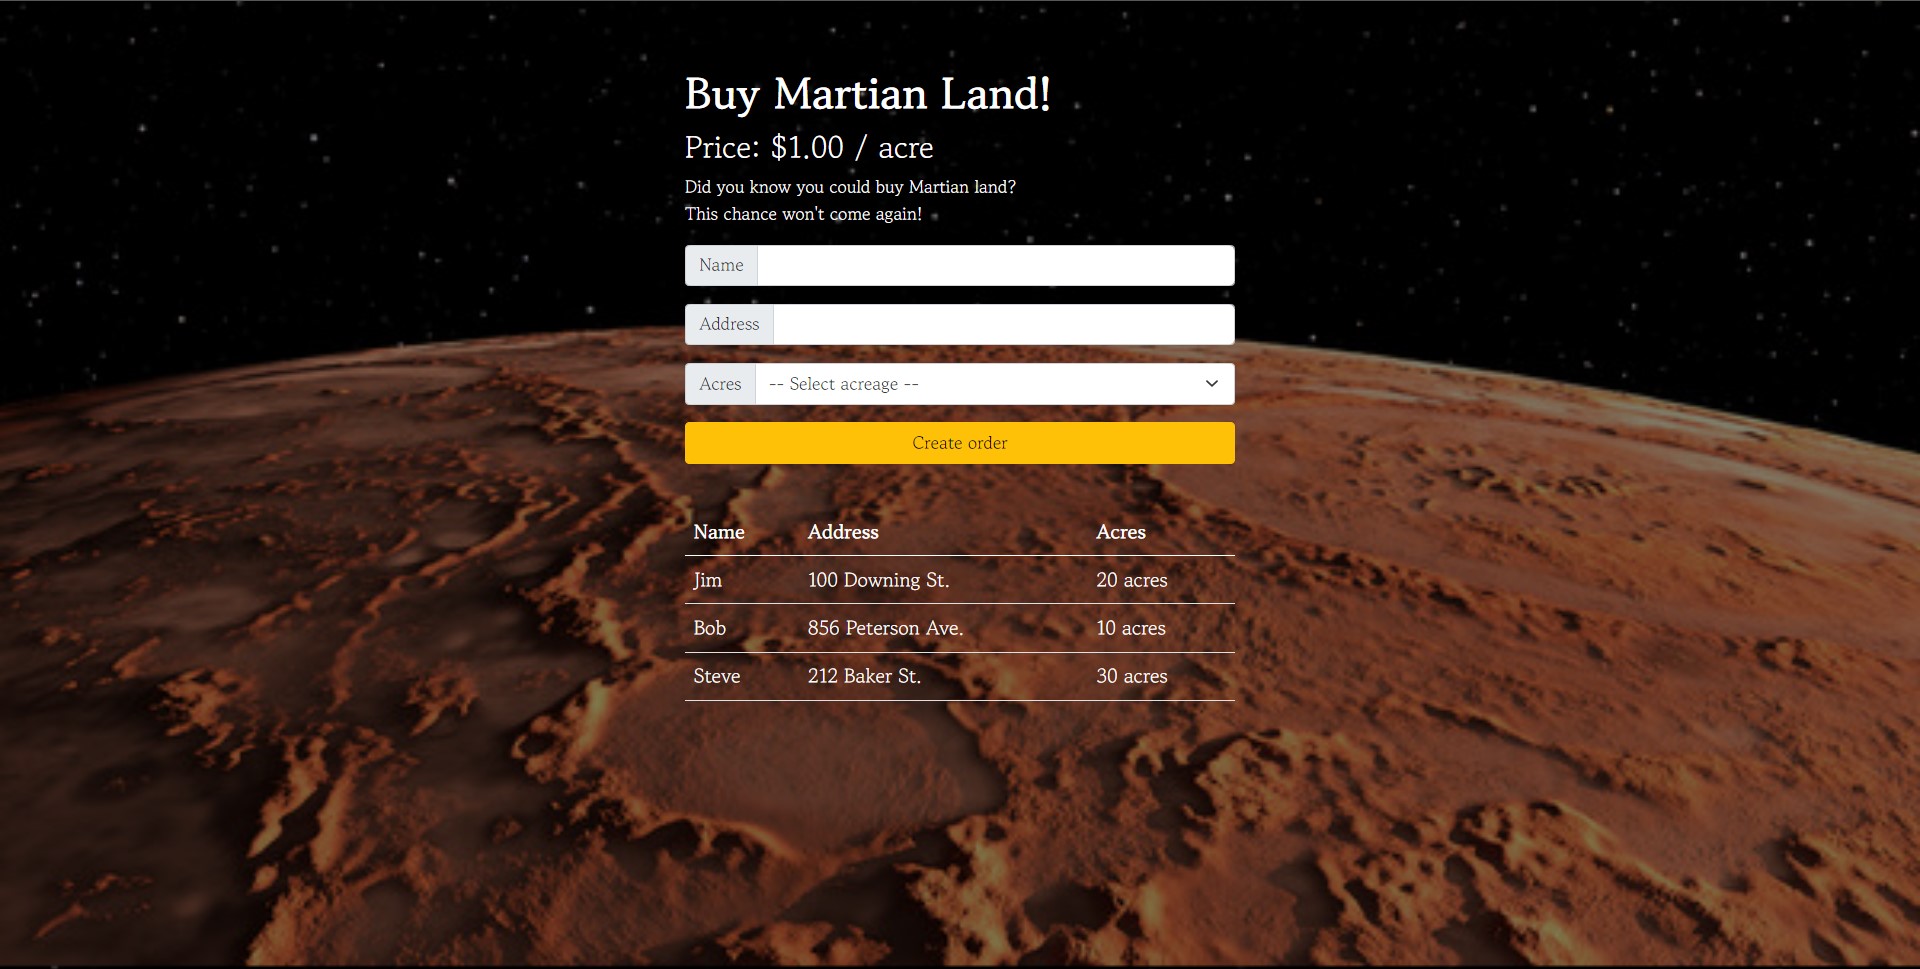 Buy Martian Land!
Price: $1.00 / acre
Did you know you could buy Martian land?
This chance won't come again!
Name
Address
Acres -- Select acreage --
Create order
Name Address Acres
Jim 100 Downing St. 20 acres
Bob 856 Peterson Ave. 10 acres
Steve 212 Baker St. 30 acres